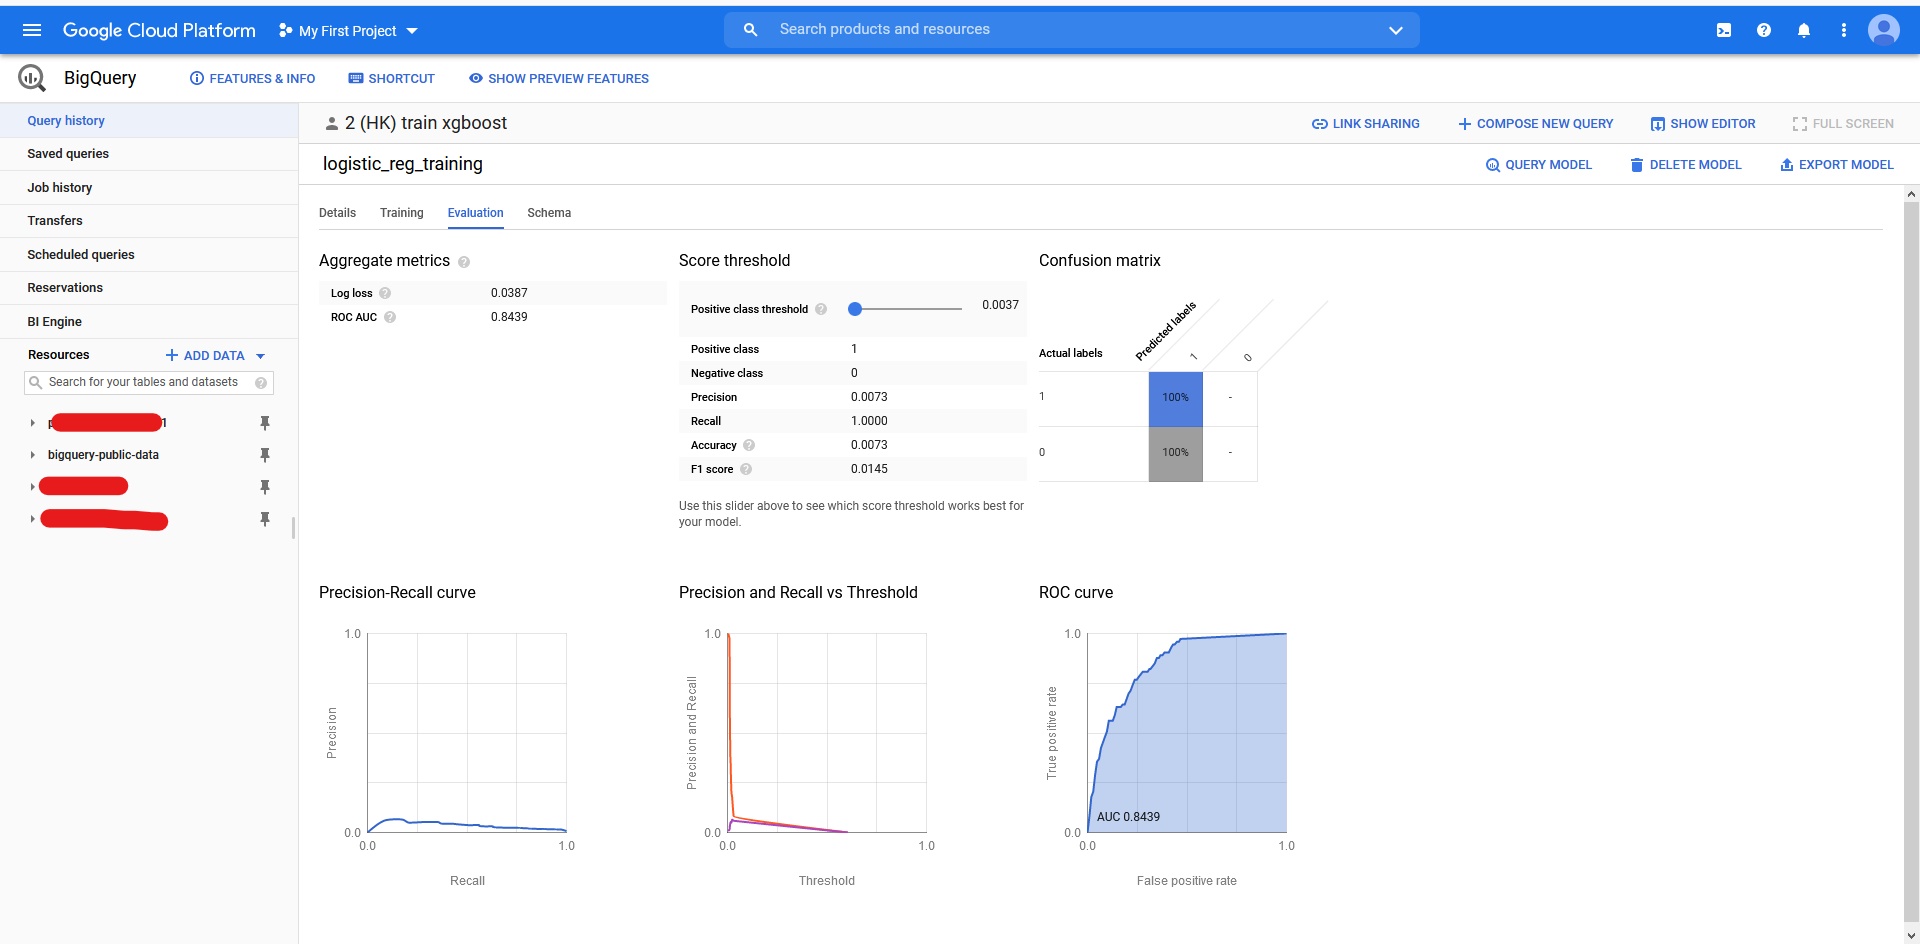 Google Cloud Platform
My First Project
Search products and resources
BigQuery
FEATURES & INFO
SHORTCUT
SHOW PREVIEW FEATURES
Query history
Saved queries
Job history
Transfers
Scheduled queries
Reservations
BI Engine
Resources
ADD DATA
Search for your tables and datasets
p
1
bigquery-public-data
2 (HK) train xgboost
LINK SHARING
COMPOSE NEW QUERY
SHOW EDITOR
FULL SCREEN
logistic_reg_training
QUERY MODEL
DELETE MODEL
EXPORT MODEL
Details
Training
Evaluation
Schema
Aggregate metrics
Log loss
0.0387
ROC AUC
0.8439
Score threshold
Positive class threshold
0.0037
Positive class
1
Negative class
0
Precision
0.0073
Recall
1.0000
Accuracy
0.0073
F1 score
0.0145
Use this slider above to see which score threshold works best for
your model.
Confusion matrix
Actual labels
Predicted labels
1
0
1
100%
-
0
100%
-
Precision-Recall curve
1.0
Precision
0.0
0.0
1.0
Recall
Precision and Recall vs Threshold
1.0
Precision and Recall
0.0
0.0
1.0
Threshold
ROC curve
1.0
True positive rate
AUC 0.8439
0.0
0.0
1.0
False positive rate